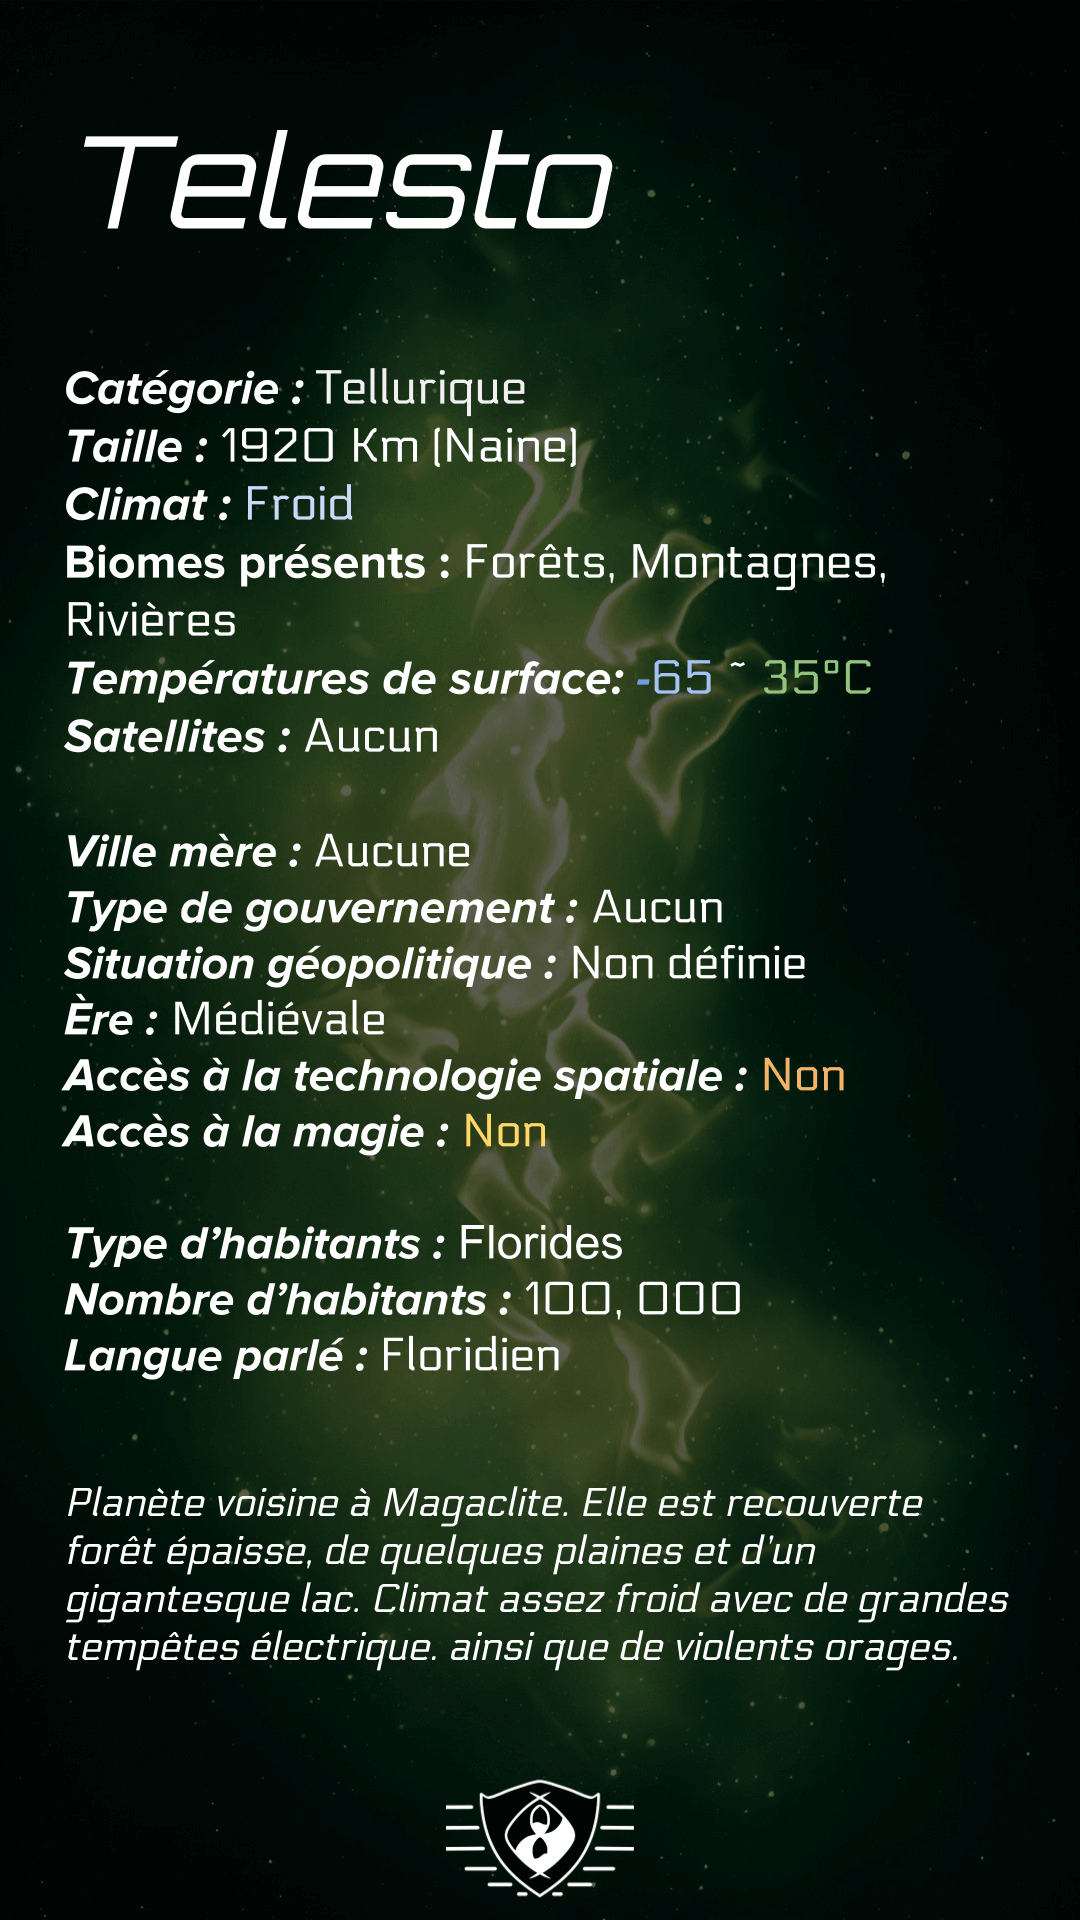 Telesto
Catégorie : Tellurique
Taille : 1920 Km (Naine)
Climat : Froid
Biomes présents : Forêts, Montagnes,
Rivières
Températures de surface: -65 ~ 35°C
Satellites : Aucun
Ville mère : Aucune
Type de gouvernement : Aucun
Situation géopolitique : Non définie
Ère : Médiévale
Accès à la technologie spatiale : Non
Accès à la magie : Non
Type d’habitants : Florides
Nombre d’habitants : 100, 000
Langue parlé : Floridien
Planète voisine à Magaclite. Elle est recouverte
forêt épaisse, de quelques plaines et d'un
gigantesque lac. Climat assez froid avec de grandes
tempêtes électrique. ainsi que de violents orages.